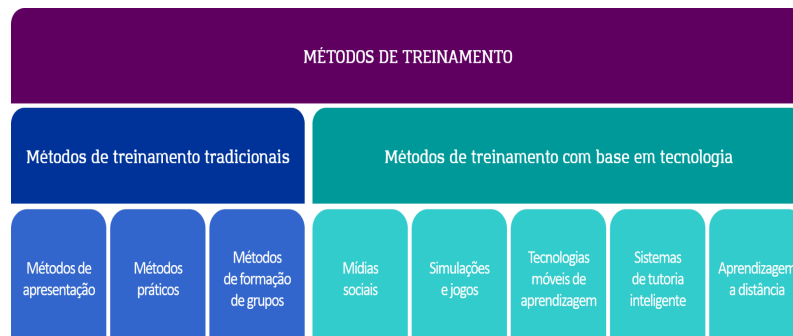 MÉTODOS DE TREINAMENTO
Métodos de treinamento tradicionais
Métodos de treinamento com base em tecnologia
Métodos de
apresentação
Métodos
práticos
Métodos
de formação
de grupos
Mídias
sociais
Simulações
e jogos
Tecnologias
móveis de
aprendizagem
Sistemas
de tutoria
inteligente
Aprendizagem
a distância